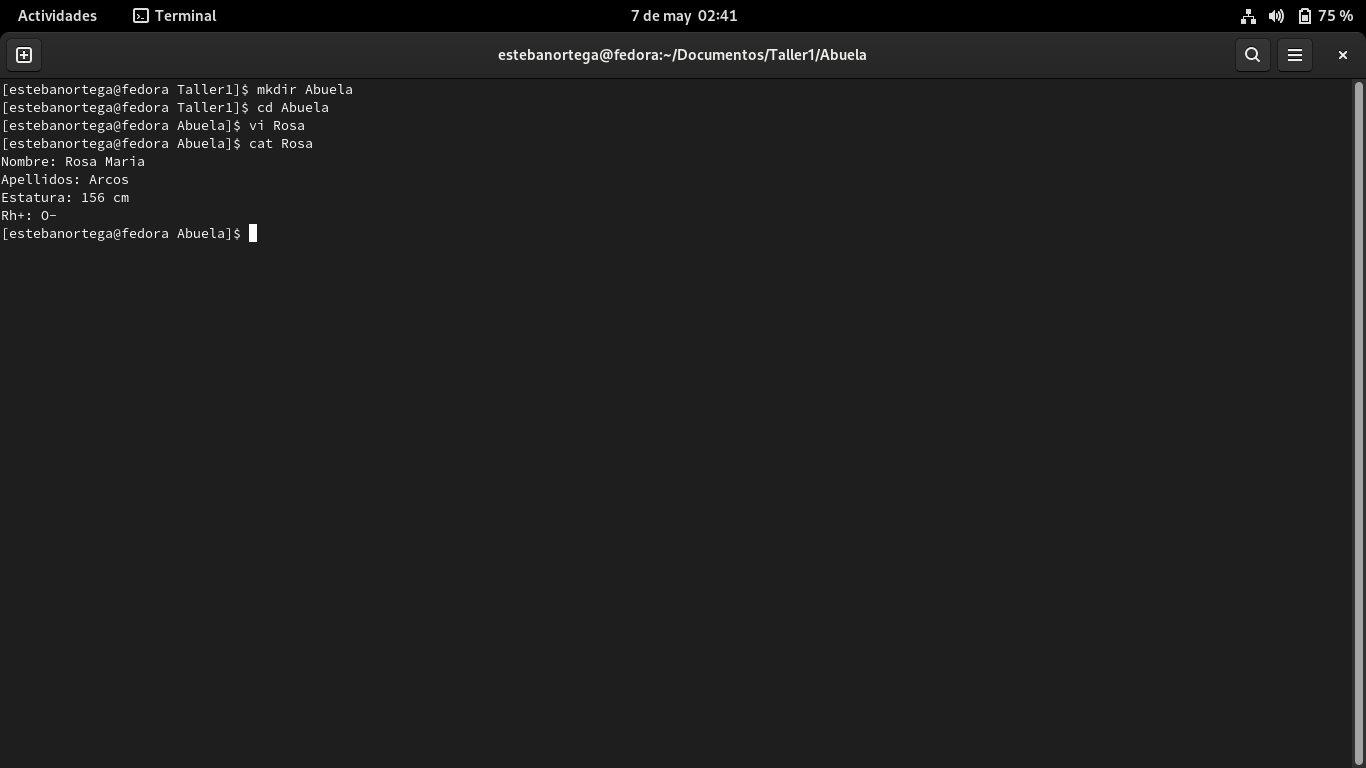 Actividades Terminal 7 de may 02:41 75 %
estebanortega@fedora:~/Documentos/Taller1/Abuela
[estebanortega@fedora Taller1]$ mkdir Abuela
[estebanortega@fedora Taller1]$ cd Abuela
[estebanortega@fedora Abuela]$ vi Rosa
[estebanortega@fedora Abuela]$ cat Rosa
Nombre: Rosa Maria
Apellidos: Arcos
Estatura: 156 cm
Rh+: O-
[estebanortega@fedora Abuela]$